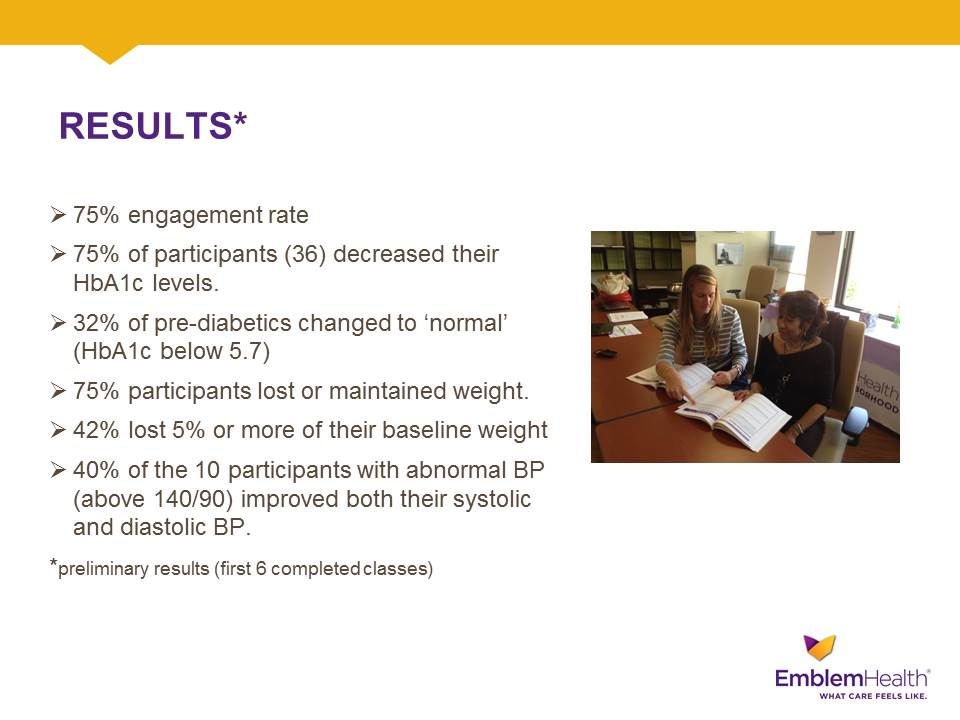 RESULTS*
➢ 75% engagement rate
➢ 75% of participants (36) decreased their
HbA1c levels.
➢ 32% of pre-diabetics changed to ‘normal’
(HbA1c below 5.7)
➢ 75% participants lost or maintained weight.
➢ 42% lost 5% or more of their baseline weight
➢ 40% of the 10 participants with abnormal BP
(above 140/90) improved both their systolic
and diastolic BP.
*preliminary results (first 6 completed classes)
Health
EmblemHealth®
WHAT CARE FEELS LIKE.